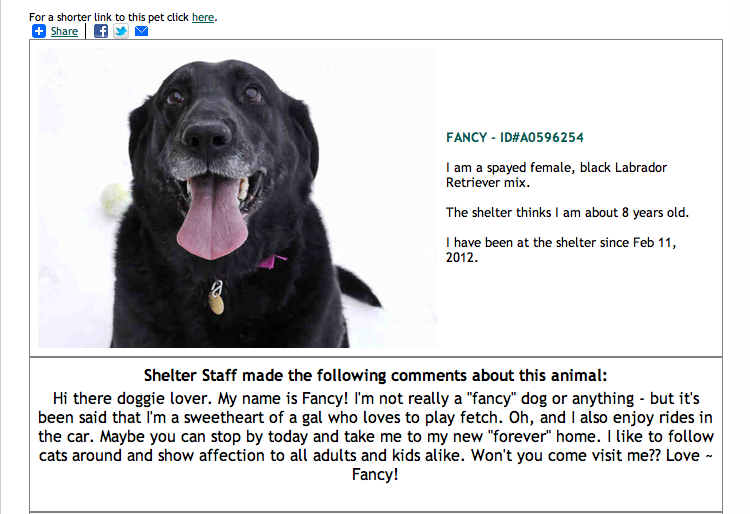 For a shorter link to this pet click here.
Share
FANCY - ID#A0596254
I am a spayed female, black Labrador
Retriever mix.
The shelter thinks I am about 8 years old.
I have been at the shelter since Feb 11,
2012.
Shelter Staff made the following comments about this animal:
Hi there doggie lover. My name is Fancy! I'm not really a "fancy" dog or anything - but it's
been said that I'm a sweetheart of a gal who loves to play fetch. Oh, and I also enjoy rides in
the car. Maybe you can stop by today and take me to my new "forever" home. I like to follow
cats around and show affection to all adults and kids alike. Won't you come visit me?? Love ~
Fancy!